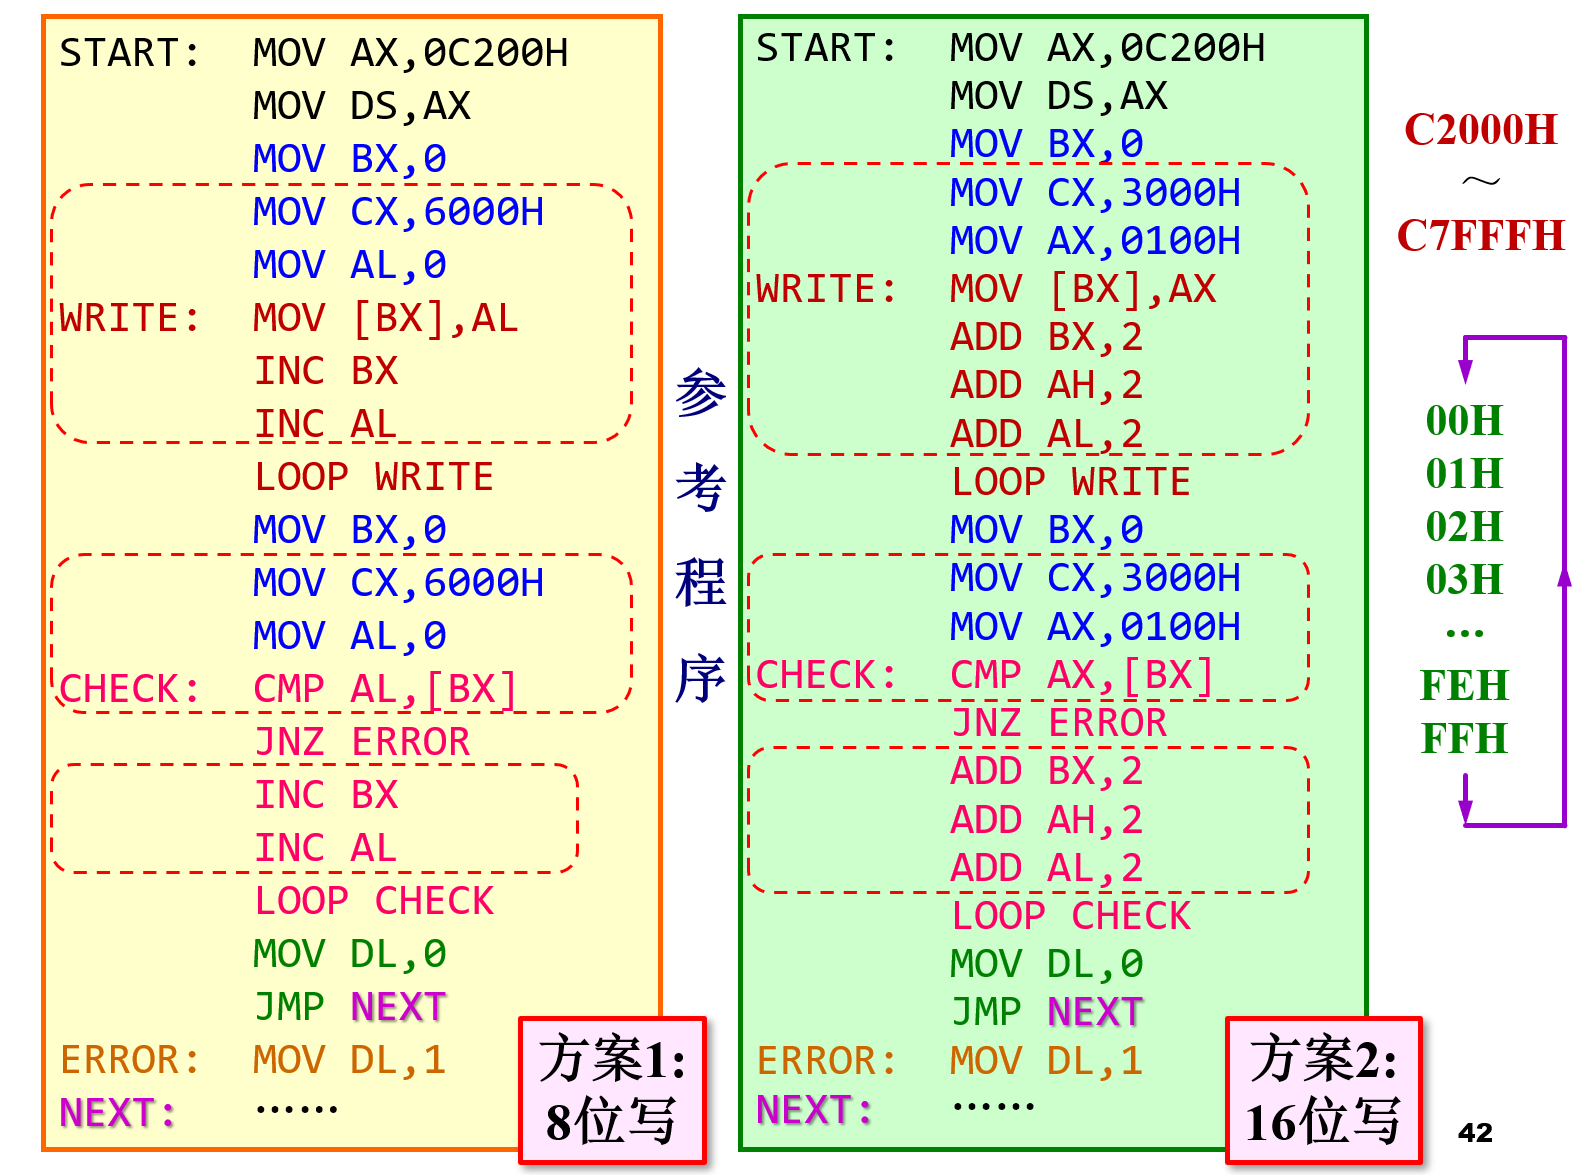 START: MOV AX,0C200H
MOV DS,AX
MOV BX,0
MOV CX,6000H
MOV AL,0
WRITE: MOV [BX],AL
INC BX
INC AL
LOOP WRITE
MOV BX,0
MOV CX,6000H
MOV AL,0
CHECK: CMP AL,[BX]
JNZ ERROR
INC BX
INC AL
LOOP CHECK
MOV DL,0
JMP NEXT
ERROR: MOV DL,1
NEXT: ……
方案1:
8位写
参
考
程
序
START: MOV AX,0C200H
MOV DS,AX
MOV BX,0
MOV CX,3000H
MOV AX,0100H
WRITE: MOV [BX],AX
ADD BX,2
ADD AH,2
ADD AL,2
LOOP WRITE
MOV BX,0
MOV CX,3000H
MOV AX,0100H
CHECK: CMP AX,[BX]
JNZ ERROR
ADD BX,2
ADD AH,2
ADD AL,2
LOOP CHECK
MOV DL,0
JMP NEXT
ERROR: MOV DL,1
NEXT: ……
方案2:
16位写
C2000H
～
C7FFFH
00H
01H
02H
03H
…
FEH
FFH
42